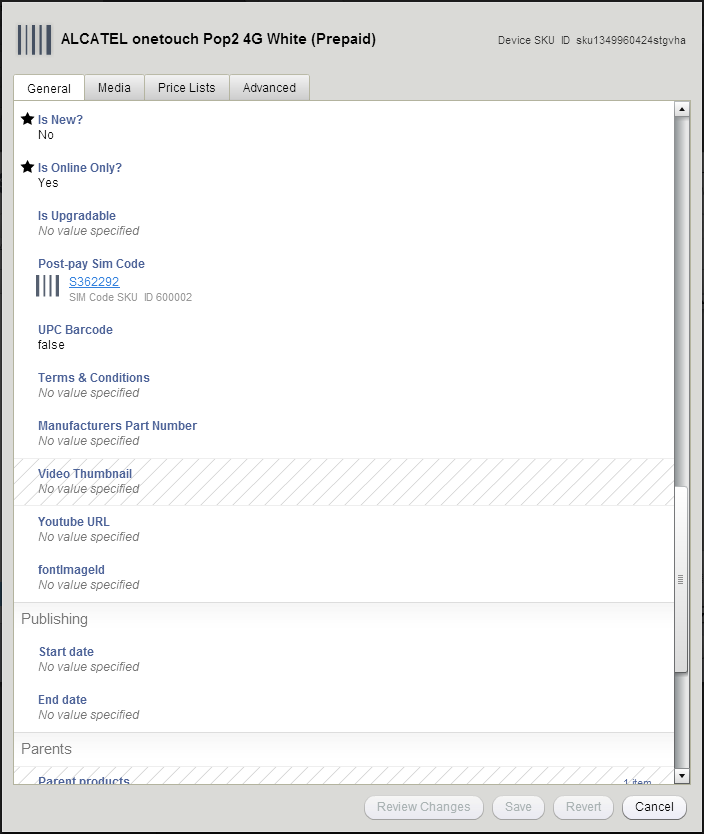 ALCATEL onetouch Pop2 4G White (Prepaid)
Device SKU ID sku1349960424stgvha
General
Media
Price Lists
Advanced
Is New?
No
Is Online Only?
Yes
Is Upgradable
No value specified
Post-pay Sim Code
S362292
SIM Code SKU ID 600002
UPC Barcode
false
Terms & Conditions
No value specified
Manufacturers Part Number
No value specified
Video Thumbnail
No value specified
Youtube URL
No value specified
fontImageId
No value specified
Publishing
Start date
No value specified
End date
No value specified
Parents
Parent products
1 item
Review Changes
Save
Revert
Cancel